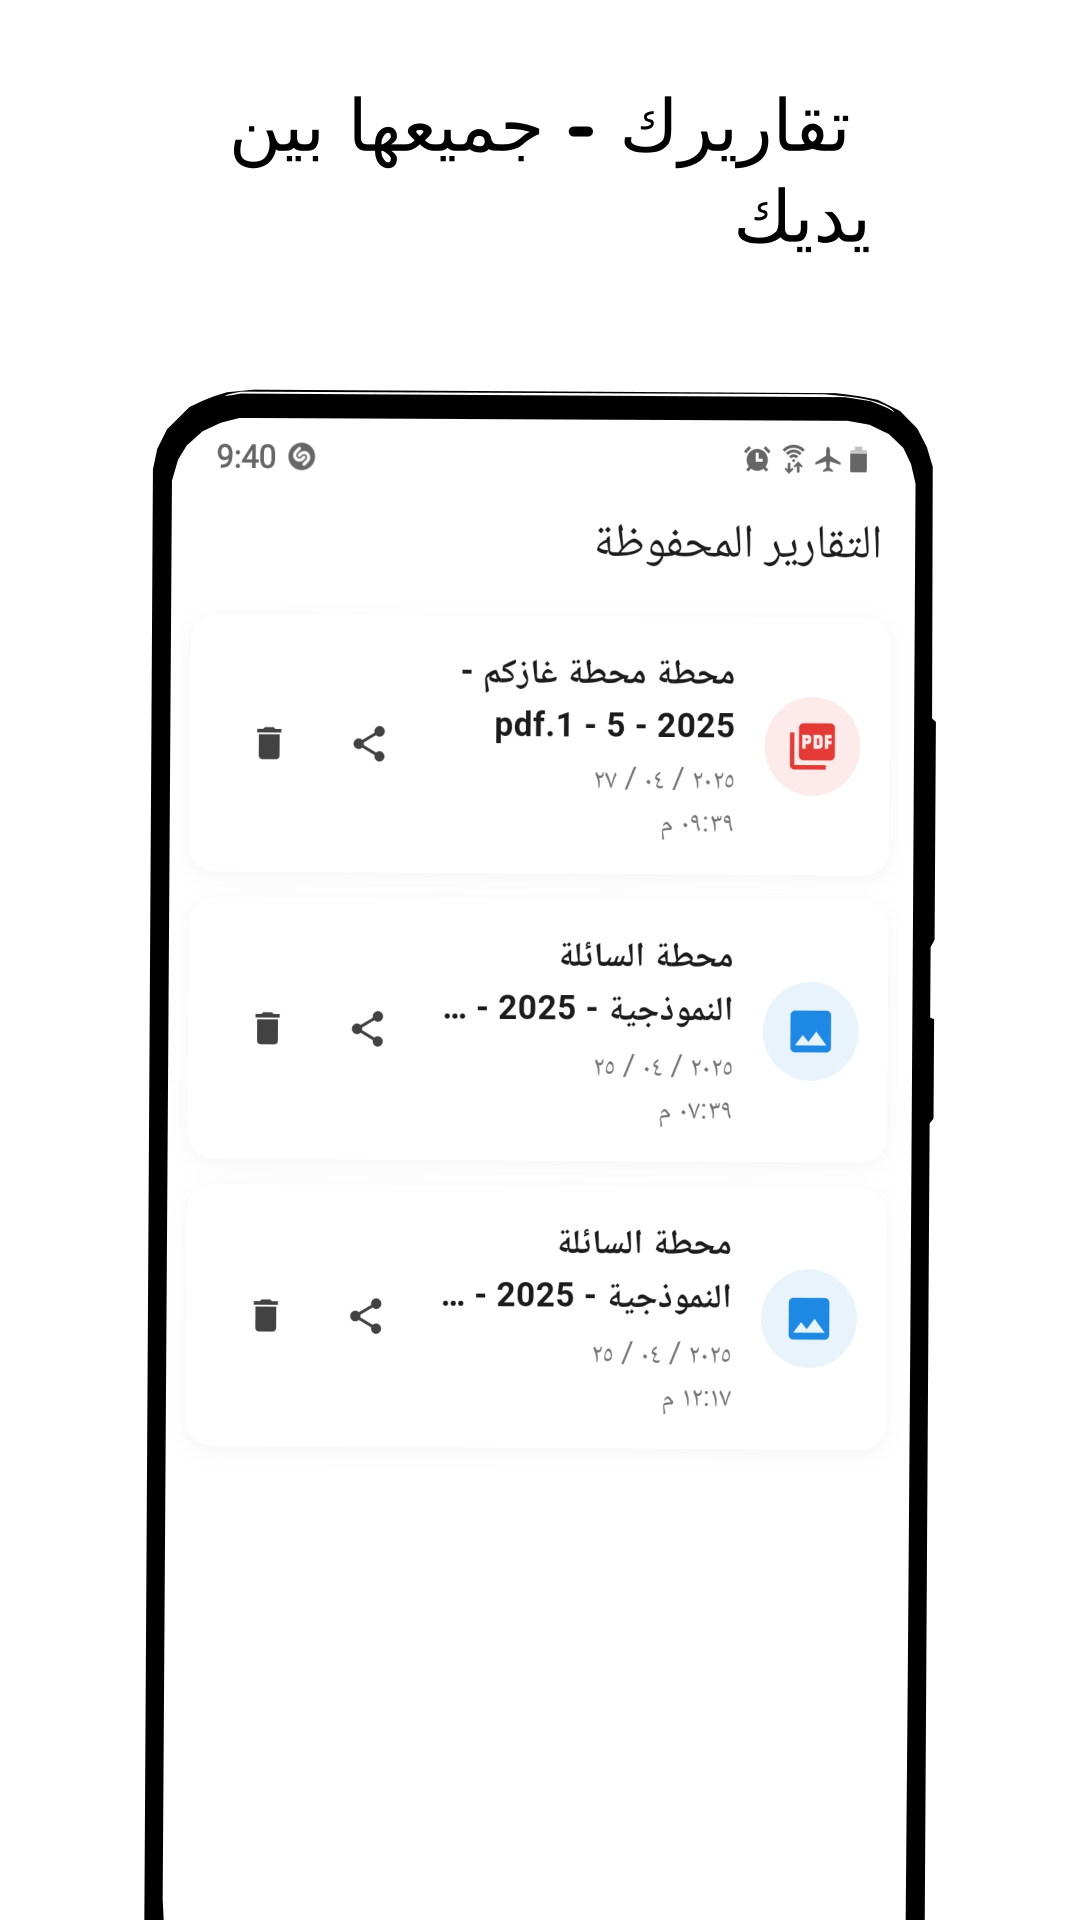 تقاريرك - جميعها بين
يديك
9:40
التقارير المحفوظة
محطة محطة غازكم -
2025 - 5 - 1.pdf
PDF
٢٠٢٥ / ٠٤ / ٢٧
٠٩:٣٩ م
محطة السائلة
النموذجية - 2025 - ...
٢٠٢٥ / ٠٤ / ٢٥
٠٧:٣٩ م
محطة السائلة
النموذجية - 2025 - ...
٢٠٢٥ / ٠٤ / ٢٥
١٢:١٧ م